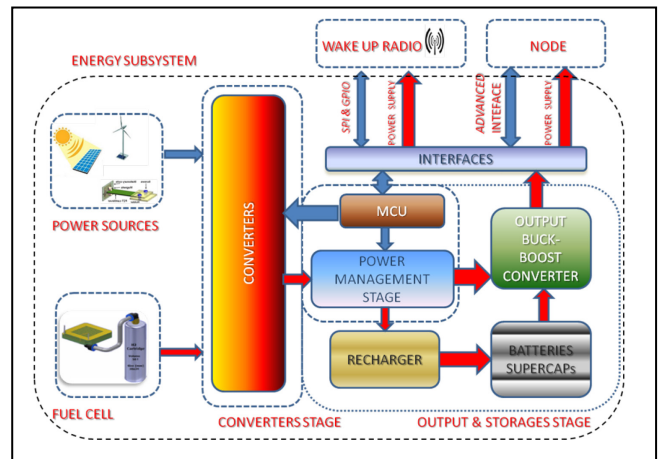 WAKE UP RADIO
NODE
ENERGY SUBSYSTEM
SPI & GPIO
POWER SUPPLY
ADVANCED
INTEFACE
POWER
SUPPLY
INTERFACES
POWER SOURCES
CONVERTERS
MCU
POWER
MANAGEMENT
STAGE
OUTPUT
BUCK-
BOOST
CONVERTER
RECHARGER
BATTERIES
SUPERCAPs
FUEL CELL
CONVERTERS STAGE
OUTPUT & STORAGES STAGE